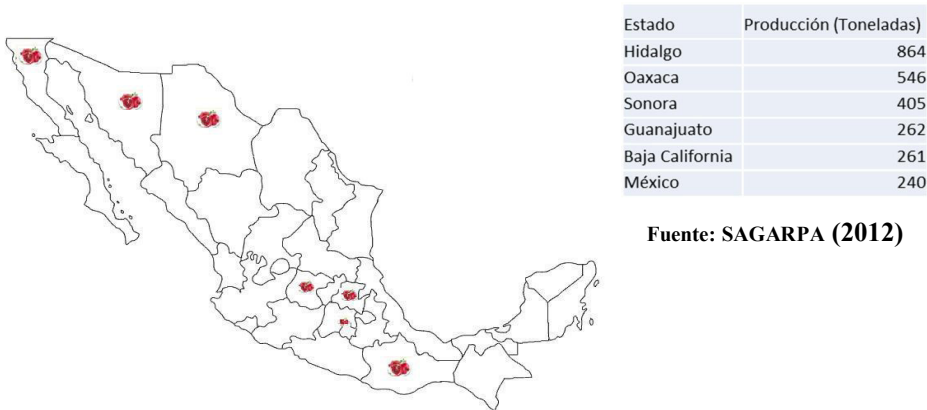 Estado Producción (Toneladas)
Hidalgo 864
Oaxaca 546
Sonora 405
Guanajuato 262
Baja California 261
México 240
Fuente: SAGARPA (2012)